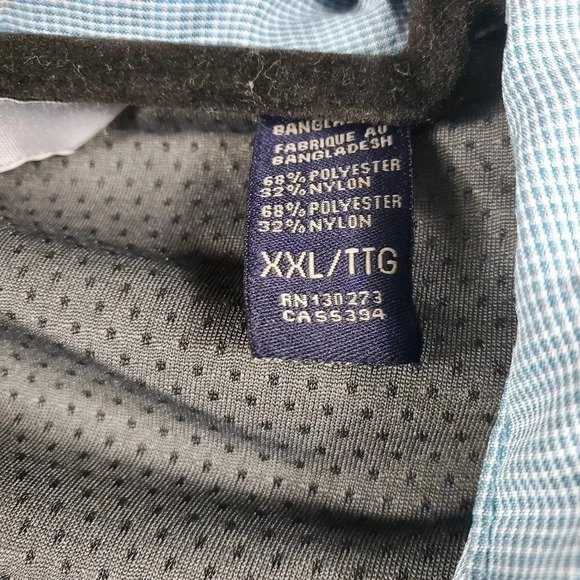 FABRIQUE AU
BANGLADESH
68% POLYESTER
32% NYLON
68% POLYESTER
32% NYLON
XXL/TTG
RN 130273
CA55394